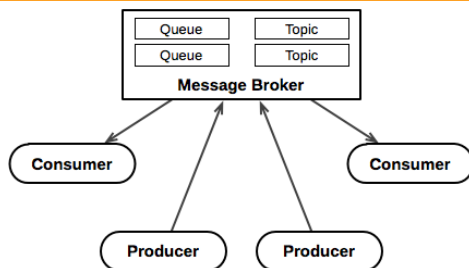 Queue Topic
Queue Topic
Message Broker
Consumer Consumer
Producer Producer